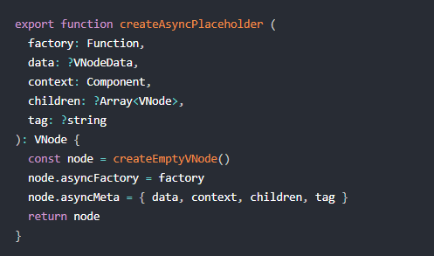 export function createAsyncPlaceholder (
  factory: Function,
  data: ?VNodeData,
  context: Component,
  children: ?Array<VNode>,
  tag: ?string
): VNode {
  const node = createEmptyVNode()
  node.asyncFactory = factory
  node.asyncMeta = { data, context, children, tag }
  return node
}